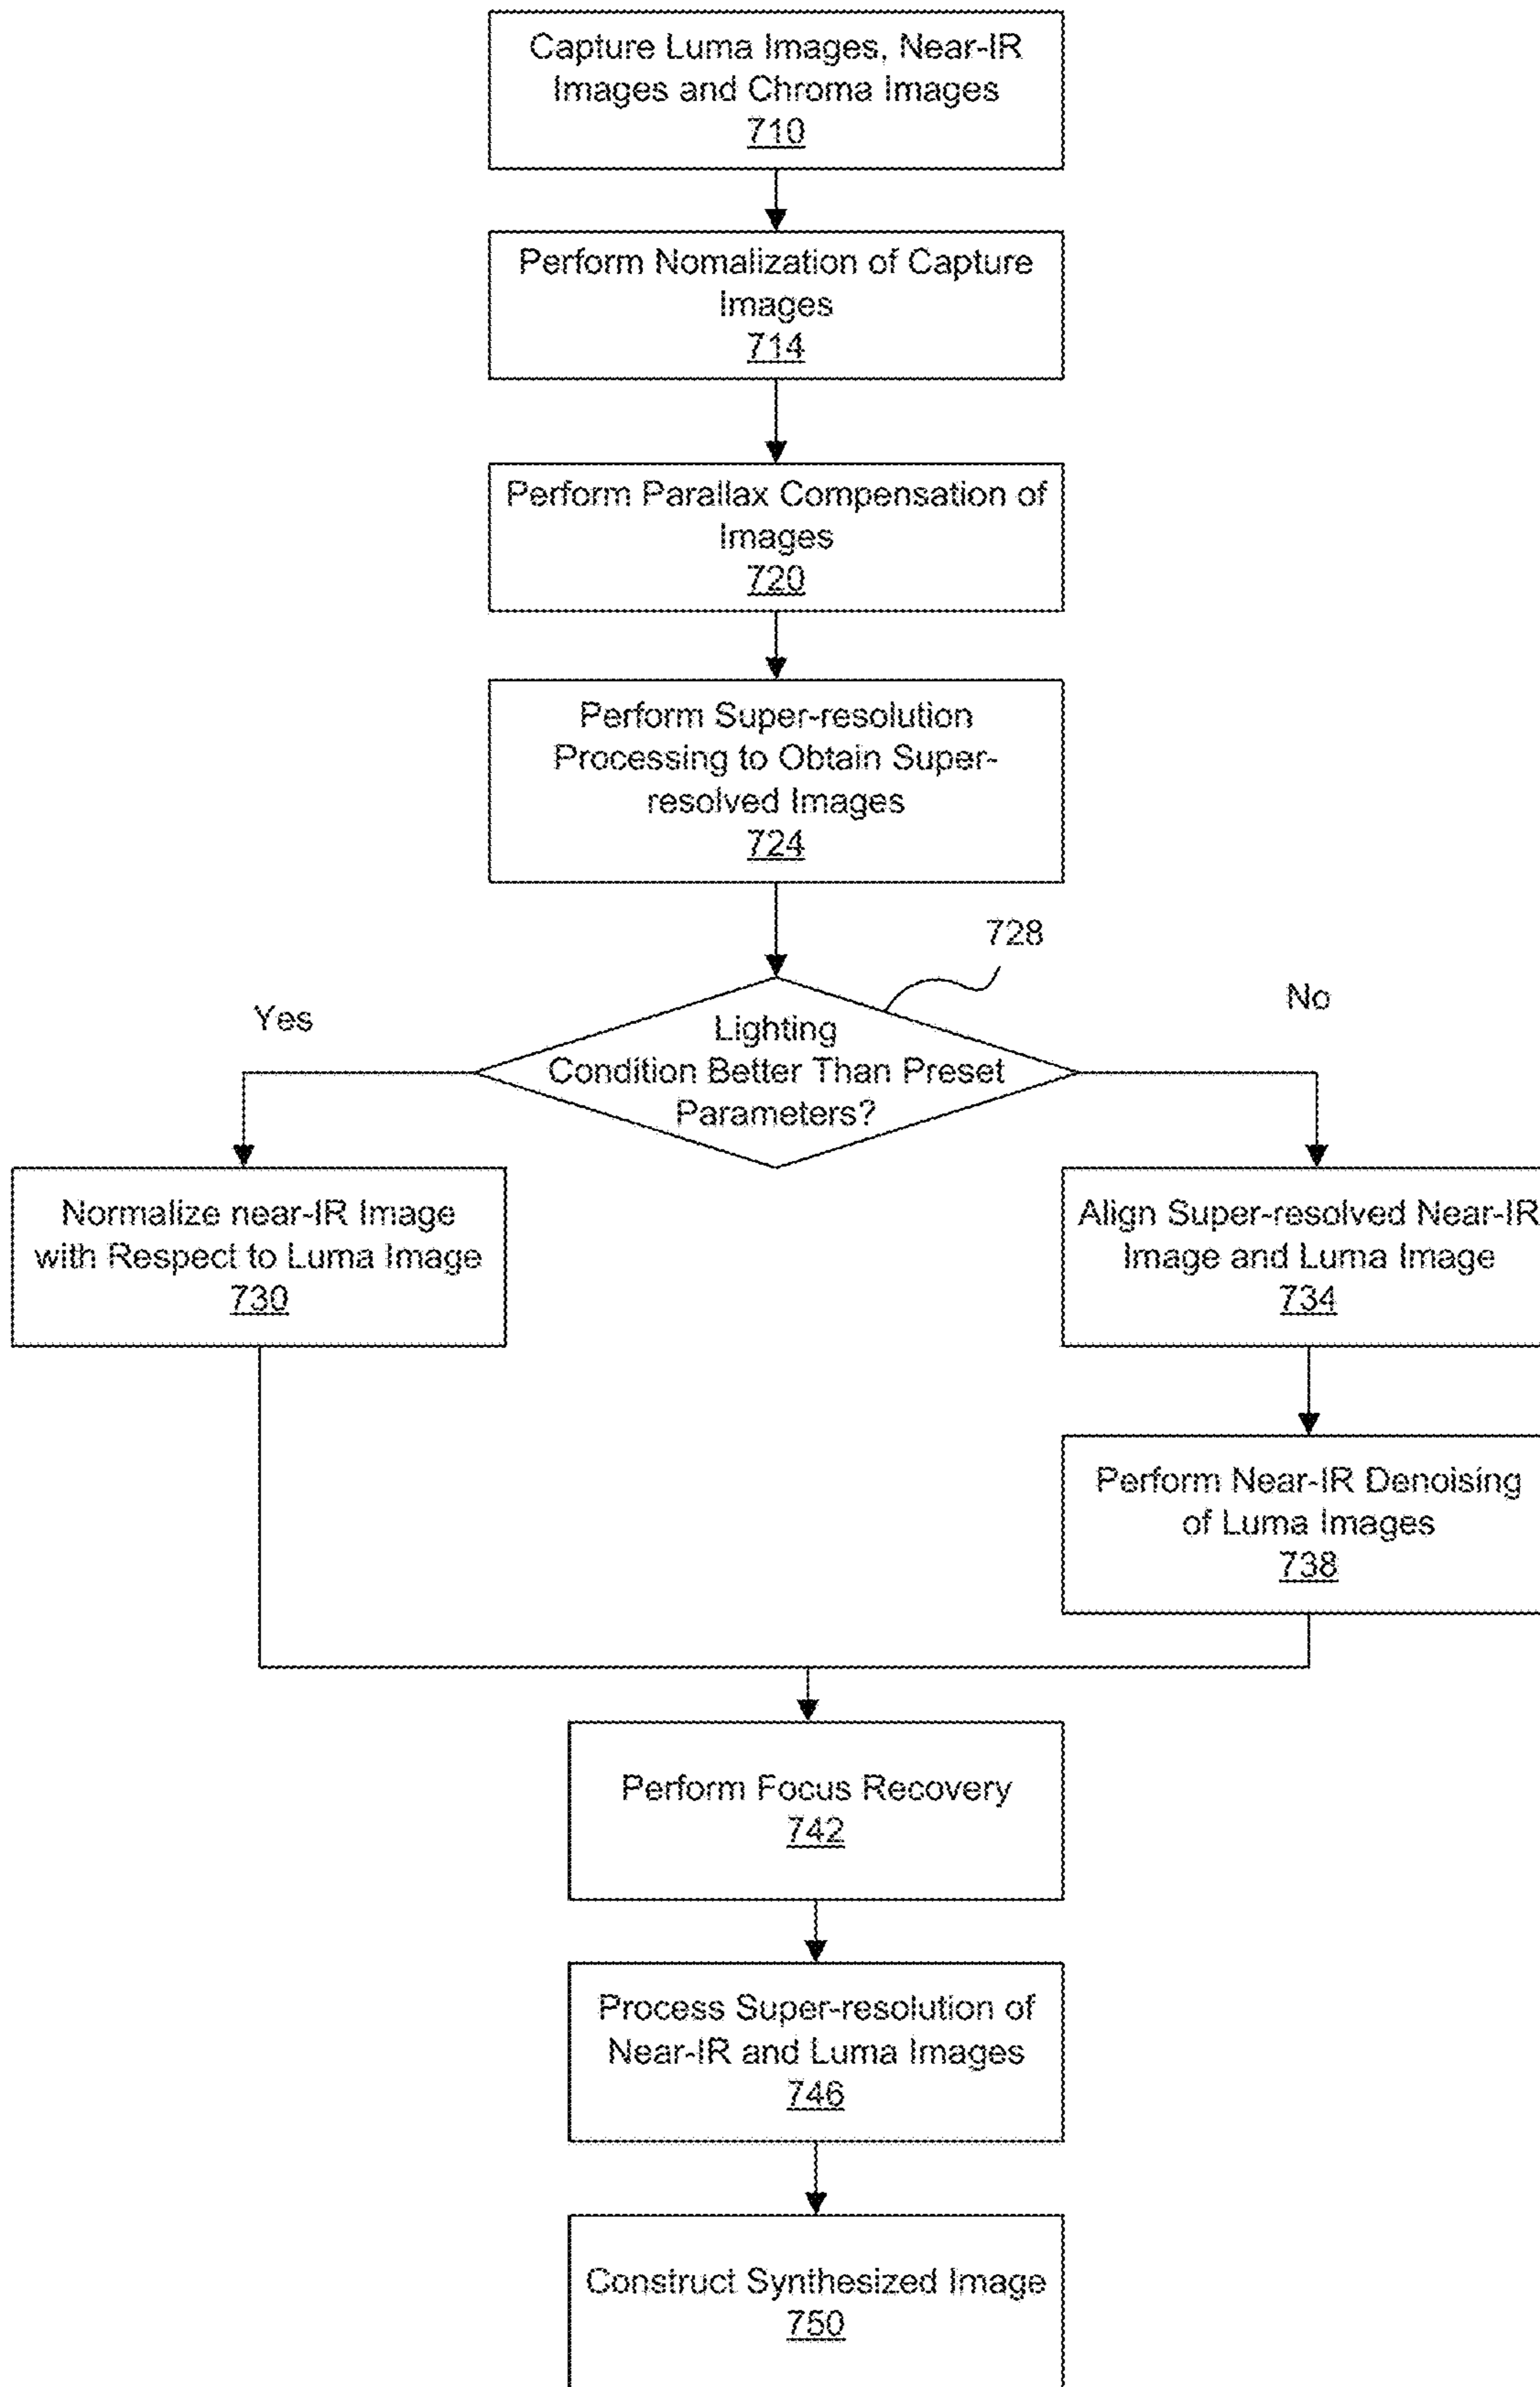 Capture Luma Images, Near-IR
Images and Chroma Images
710
Perform Nomalization of Capture
Images
714
Perform Parallax Compensation of
Images
720
Perform Super-resolution
Processing to Obtain Super-
resolved Images
724
728
Yes
No
Lighting
Condition Better Than Preset
Parameters?
Normalize near-IR Image
with Respect to Luma Image
730
Align Super-resolved Near-IR
Image and Luma Image
734
Perform Near-IR Denoising
of Luma Images
738
Perform Focus Recovery
742
Process Super-resolution of
Near-IR and Luma Images
746
Construct Synthesized Image
750